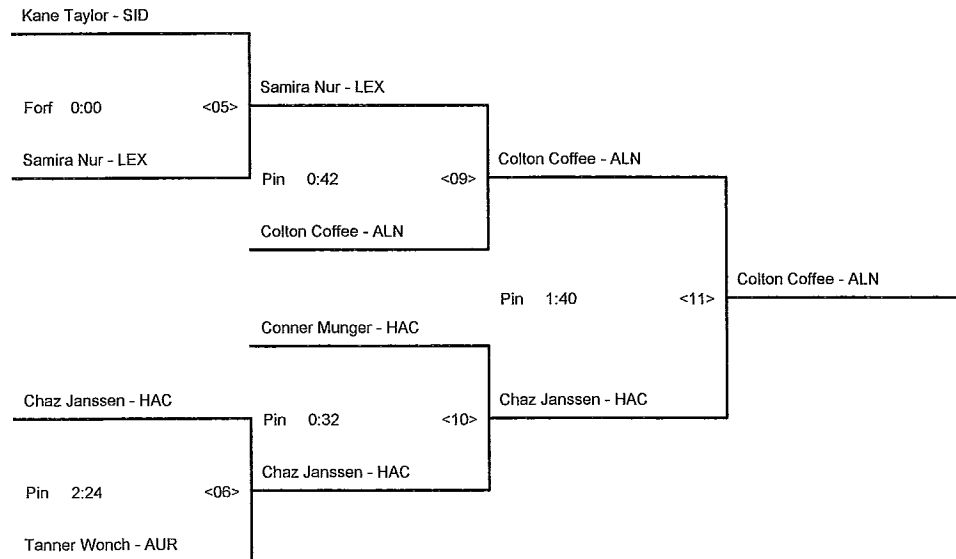 Kane Taylor - SID
Samira Nur - LEX
Forf 0:00 <05>
Samira Nur - LEX
Colton Coffee - ALN
Pin 0:42 <09>
Colton Coffee - ALN
Colton Coffee - ALN
Pin 1:40 <11>
Conner Munger - HAC
Chaz Janssen - HAC
Chaz Janssen - HAC
Pin 0:32 <10>
Chaz Janssen - HAC
Pin 2:24 <06>
Tanner Wonch - AUR